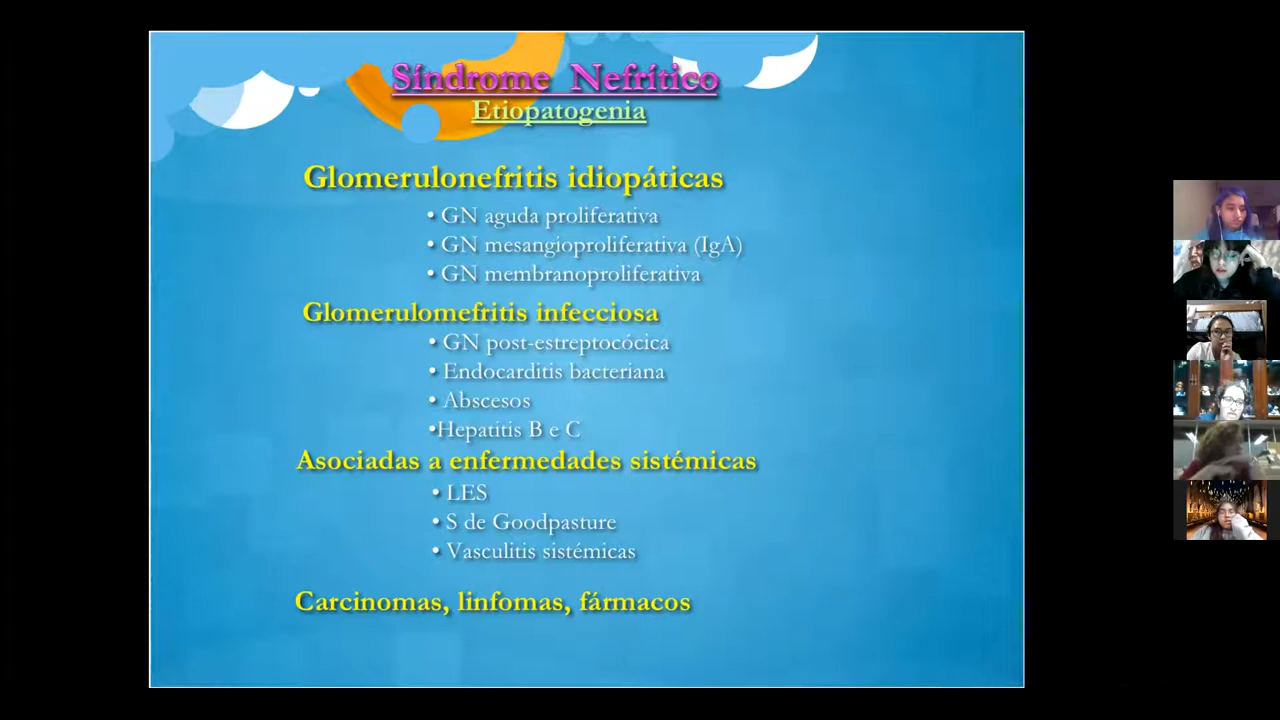 Síndrome Nefrítico
Etiopatogenia
Glomerulonefritis idiopáticas
• GN aguda proliferativa
• GN mesangioproliferativa (IgA)
• GN membranoproliferativa
Glomerulomefritis infecciosa
• GN post-estreptocócica
• Endocarditis bacteriana
• Abscesos
•Hepatitis B e C
Asociadas a enfermedades sistémicas
• LES
• S de Goodpasture
• Vasculitis sistémicas
Carcinomas, linfomas, fármacos